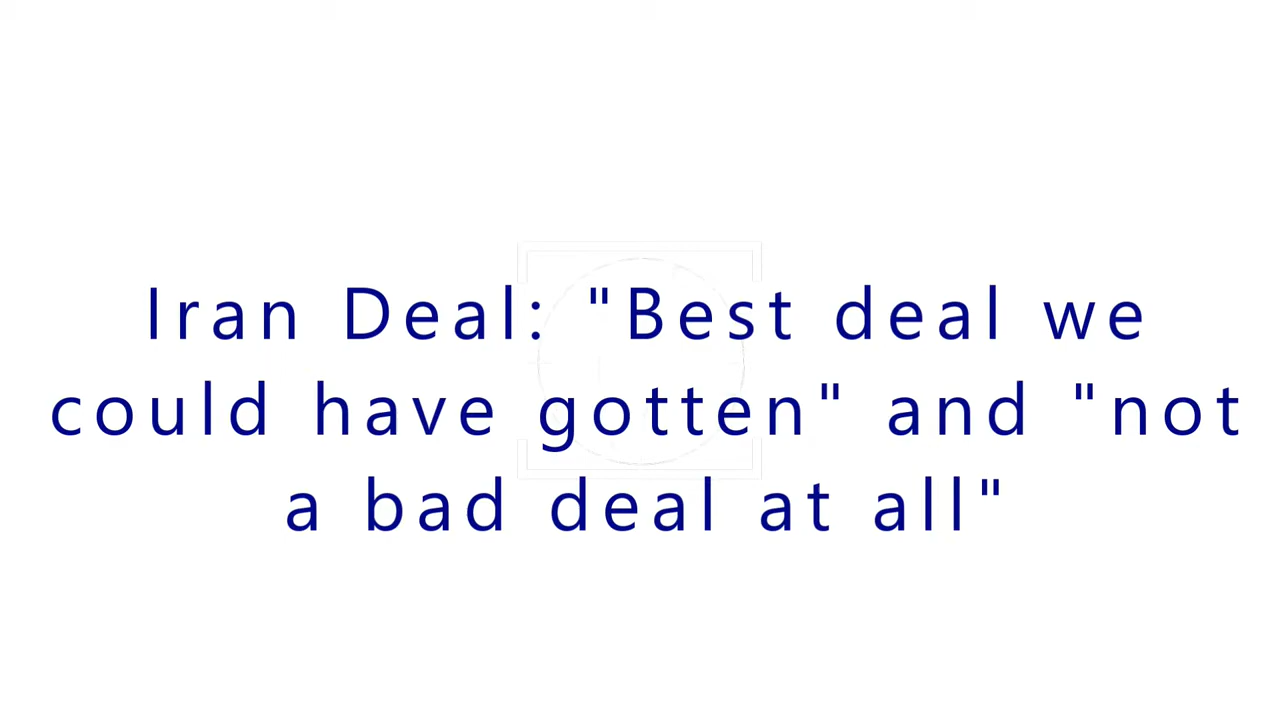 Iran Deal: "Best deal we
could have gotten" and "not
a bad deal at all"